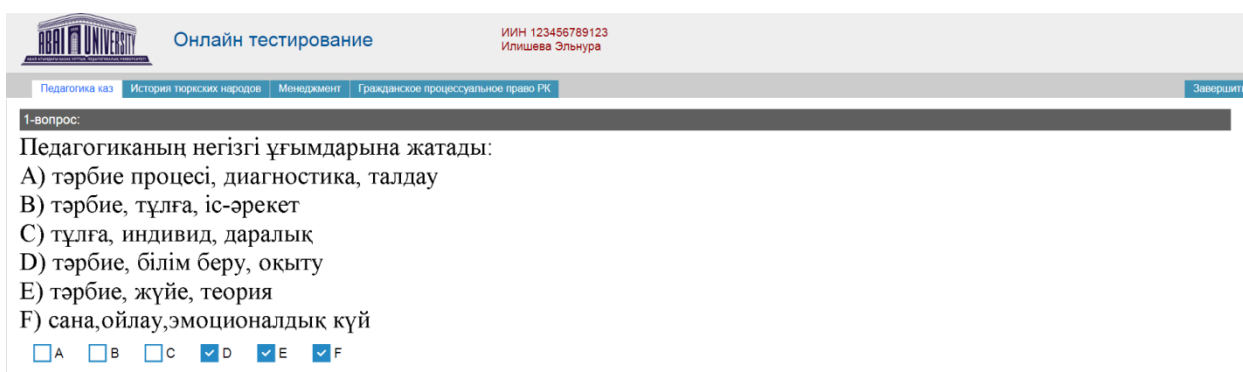 ABAI UNIVERSITY
Онлайн тестирование
ИИН 123456789123
Илишева Эльнура
Педагогика каз
История тюркских народов
Менеджмент
Гражданское процессуальное право РК
Завершить
1-вопрос:
Педагогиканың негізгі ұғымдарына жатады:
A) тәрбие процесі, диагностика, талдау
B) тәрбие, тұлға, іс-әрекет
C) тұлға, индивид, даралық
D) тәрбие, білім беру, оқыту
E) тәрбие, жүйе, теория
F) сана,ойлау,эмоционалдық күй
A B C D E F